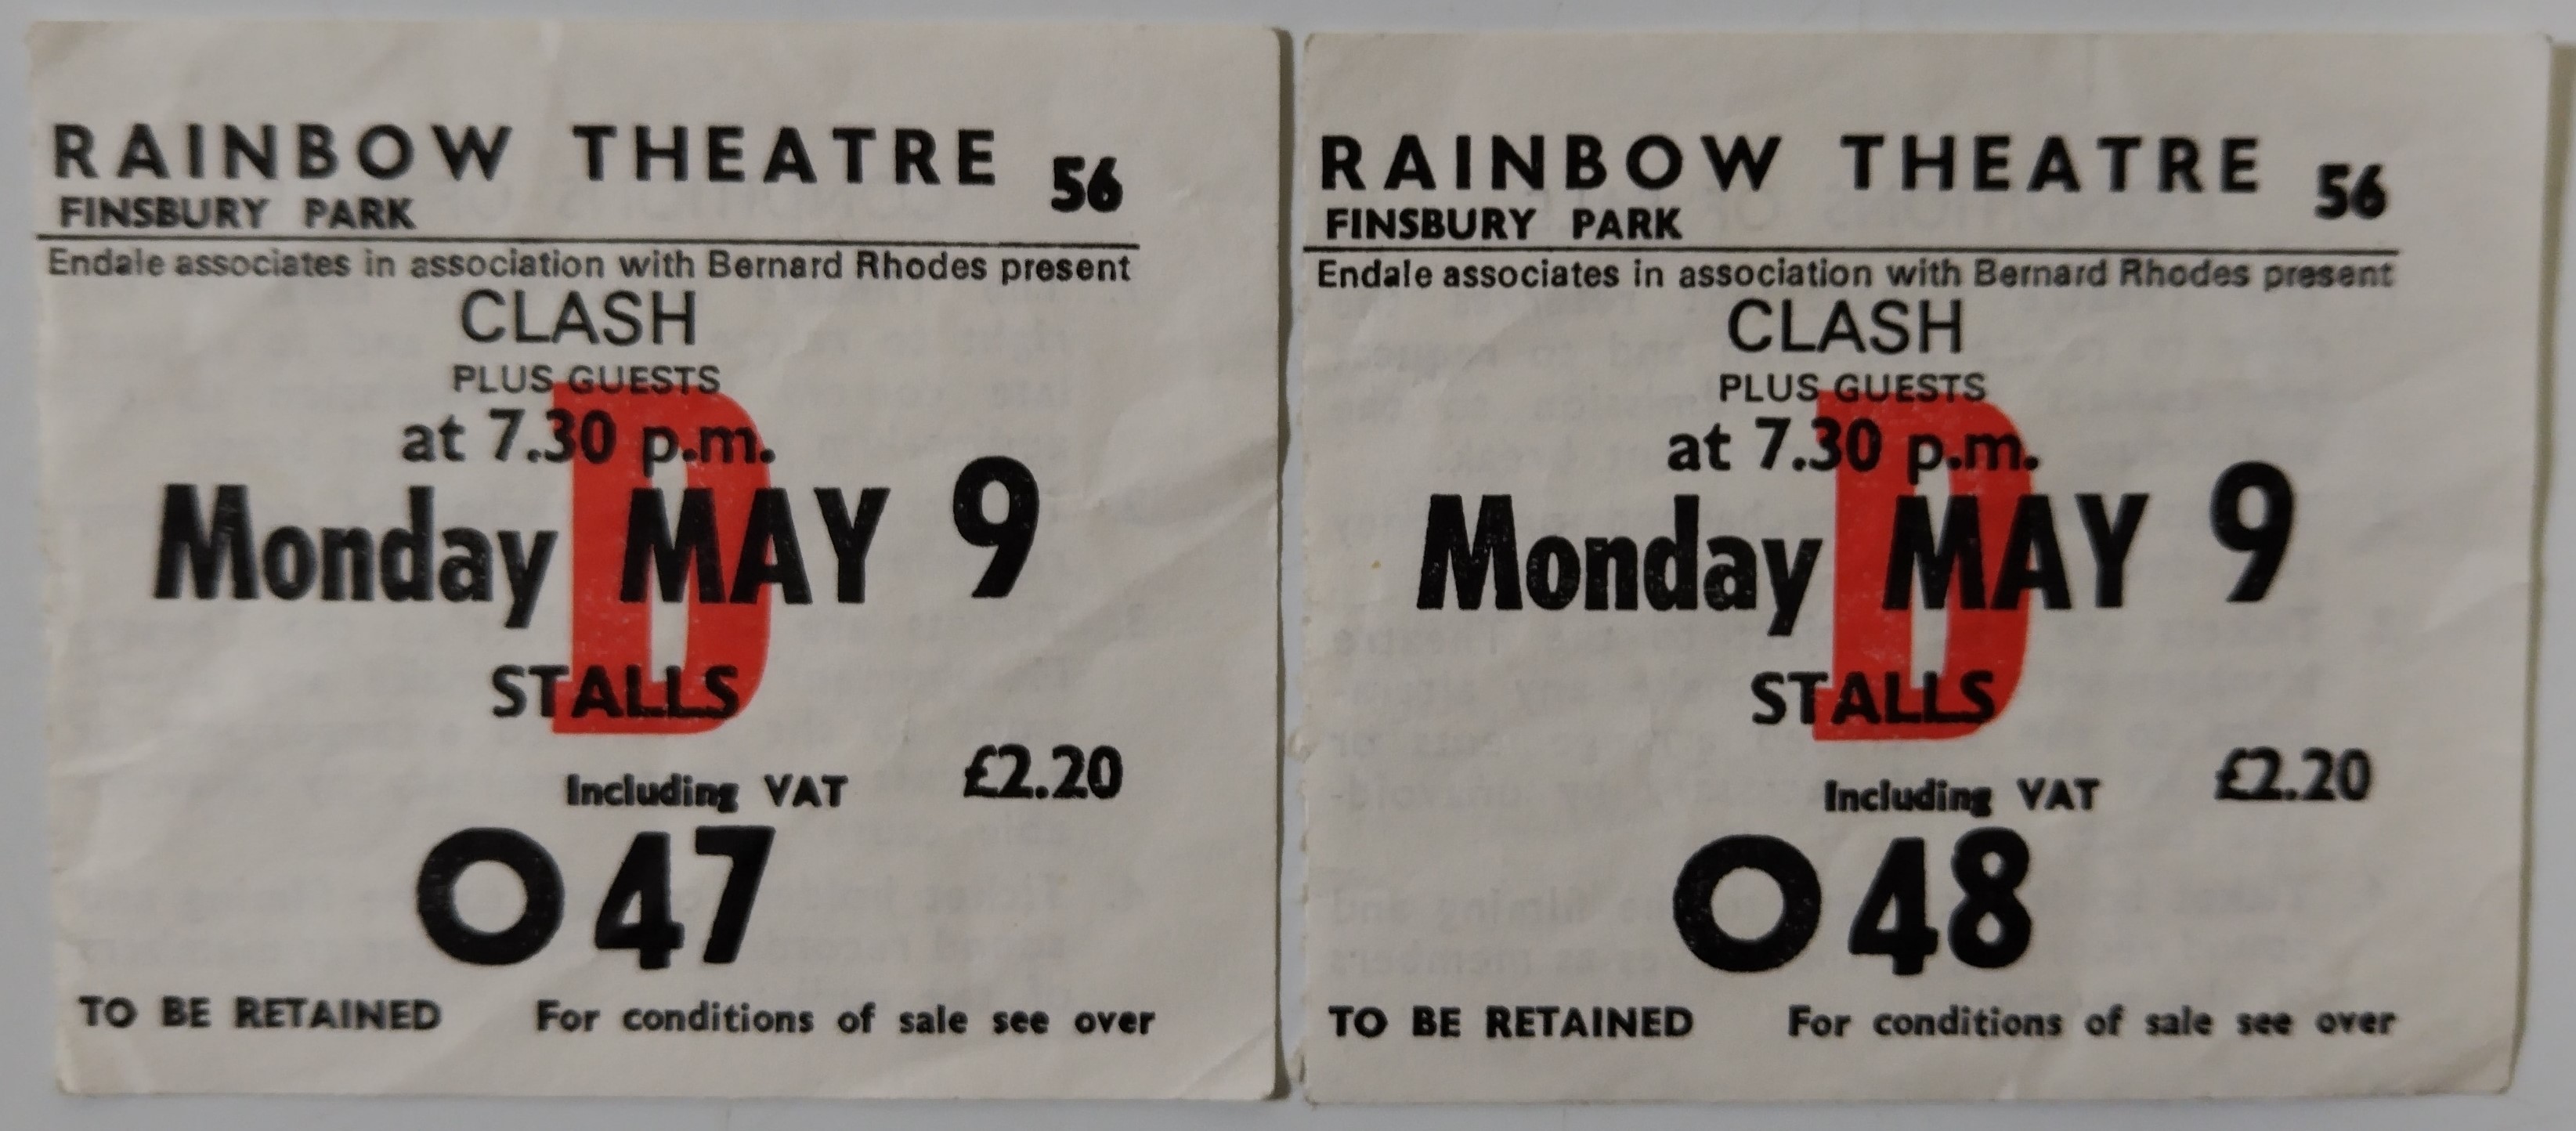 RAINBOW THEATRE 56
FINSBURY PARK
Endale associates in association with Bernard Rhodes present
CLASH
PLUS GUESTS
at 7.30 p.m.
D
Monday MAY 9
STALLS
Including VAT £2.20
O 47
TO BE RETAINED For conditions of sale see over
RAINBOW THEATRE 56
FINSBURY PARK
Endale associates in association with Bernard Rhodes present
CLASH
PLUS GUESTS
at 7.30 p.m.
D
Monday MAY 9
STALLS
Including VAT £2.20
O 48
TO BE RETAINED For conditions of sale see over